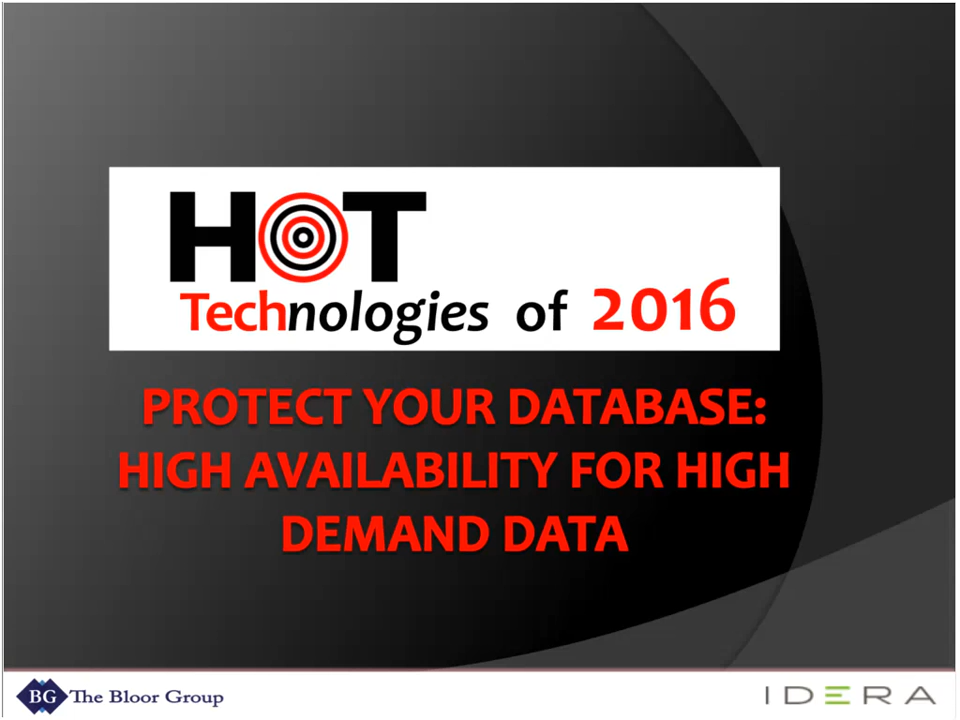 HOT
Technologies of 2016
PROTECT YOUR DATABASE:
HIGH AVAILABILITY FOR HIGH
DEMAND DATA
BG The Bloor Group
IDERA